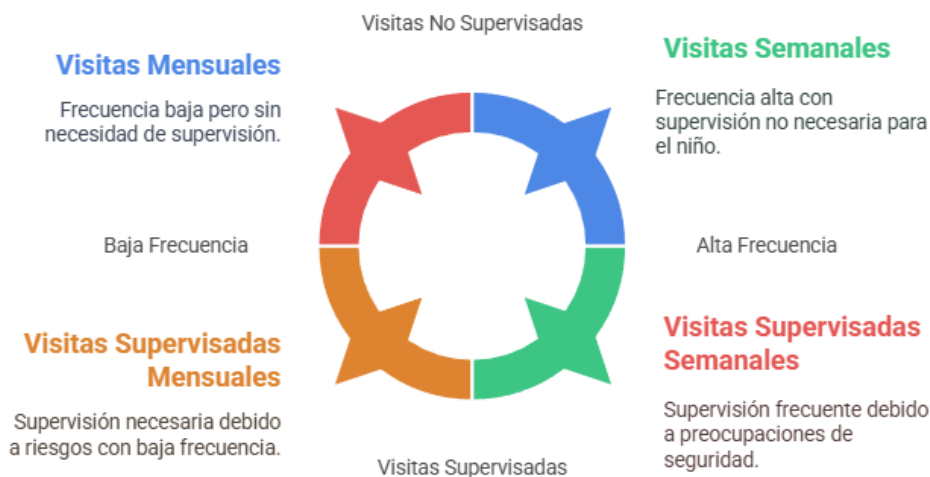 Visitas No Supervisadas
Visitas Mensuales
Frecuencia baja pero sin
necesidad de supervisión.
Visitas Semanales
Frecuencia alta con
supervisión no necesaria para
el niño.
Baja Frecuencia
Alta Frecuencia
Visitas Supervisadas
Mensuales
Supervisión necesaria debido
a riesgos con baja frecuencia.
Visitas Supervisadas
Semanales
Supervisión frecuente debido
a preocupaciones de
seguridad.
Visitas Supervisadas